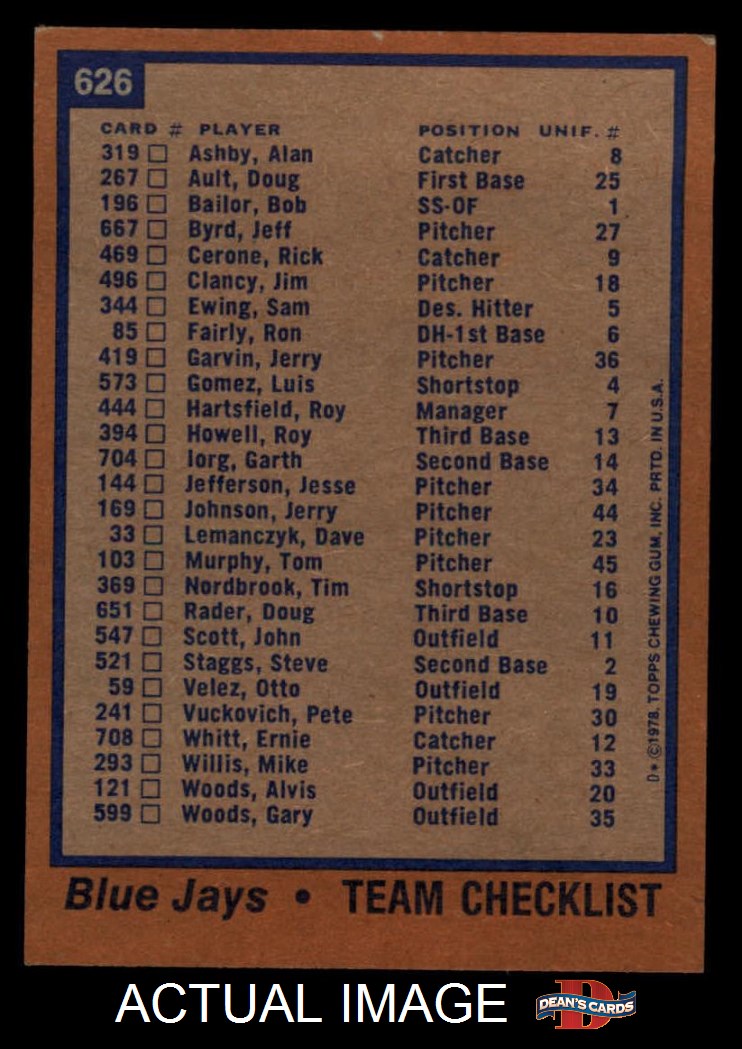 626
CARD # PLAYER POSITION UNIF. #
319 Ashby, Alan Catcher 8
267 Ault, Doug First Base 25
196 Bailor, Bob SS-OF 1
667 Byrd, Jeff Pitcher 27
469 Cerone, Rick Catcher 9
496 Clancy, Jim Pitcher 18
344 Ewing, Sam Des. Hitter 5
85 Fairly, Ron DH-1st Base 6
419 Garvin, Jerry Pitcher 36
573 Gomez, Luis Shortstop 4
444 Hartsfield, Roy Manager 7
394 Howell, Roy Third Base 13
704 Iorg, Garth Second Base 14
144 Jefferson, Jesse Pitcher 34
169 Johnson, Jerry Pitcher 44
33 Lemanczyk, Dave Pitcher 23
103 Murphy, Tom Pitcher 45
369 Nordbrook, Tim Shortstop 16
651 Rader, Doug Third Base 10
547 Scott, John Outfield 11
521 Staggs, Steve Second Base 2
59 Velez, Otto Outfield 19
241 Vuckovich, Pete Pitcher 30
708 Whitt, Ernie Catcher 12
293 Willis, Mike Pitcher 33
121 Woods, Alvis Outfield 20
599 Woods, Gary Outfield 35
D* ©1978. TOPPS CHEWING GUM, INC. PRTD. IN U.S.A.
Blue Jays • TEAM CHECKLIST
ACTUAL IMAGE
D
DEAN'S CARDS